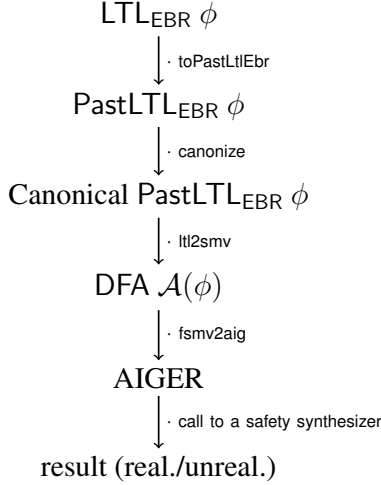 LTL_EBR ϕ
· toPastLtlEbr
PastLTL_EBR ϕ
· canonize
Canonical PastLTL_EBR ϕ
· ltl2smv
DFA 𝒜(ϕ)
· fsmv2aig
AIGER
· call to a safety synthesizer
result (real./unreal.)